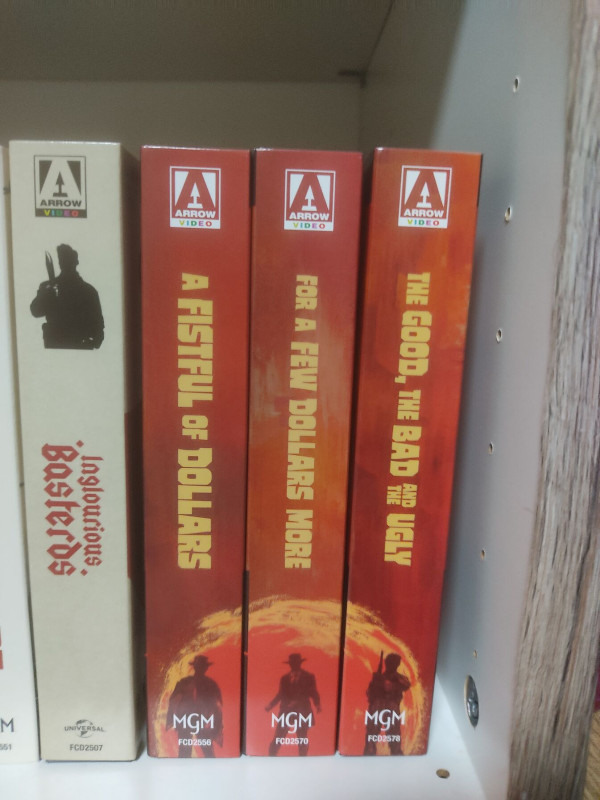 M
551
ARROW
VIDEO
Inglourious
Basterds
UNIVERSAL
FCD2507
ARROW
VIDEO
A FISTFUL OF DOLLARS
MGM
FCD2556
ARROW
VIDEO
FOR A FEW DOLLARS MORE
MGM
FCD2570
ARROW
VIDEO
THE GOOD, THE BAD AND THE UGLY
MGM
FCD2578